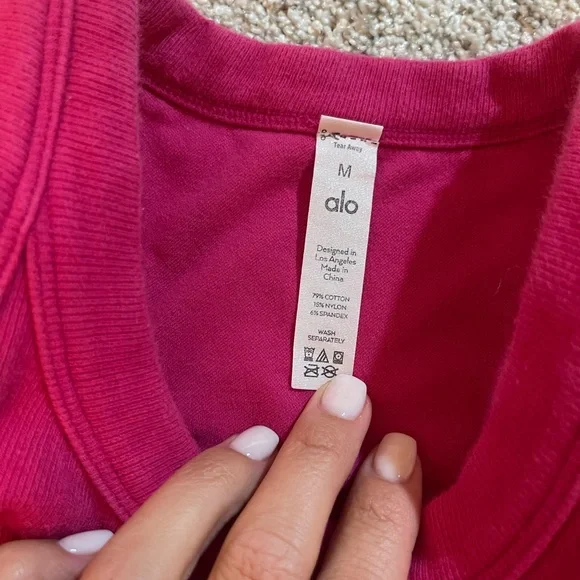 Tear Away
M
alo
Designed in
Los Angeles
Made in
China
79% COTTON
15% NYLON
6% SPANDEX
WASH
SEPARATELY